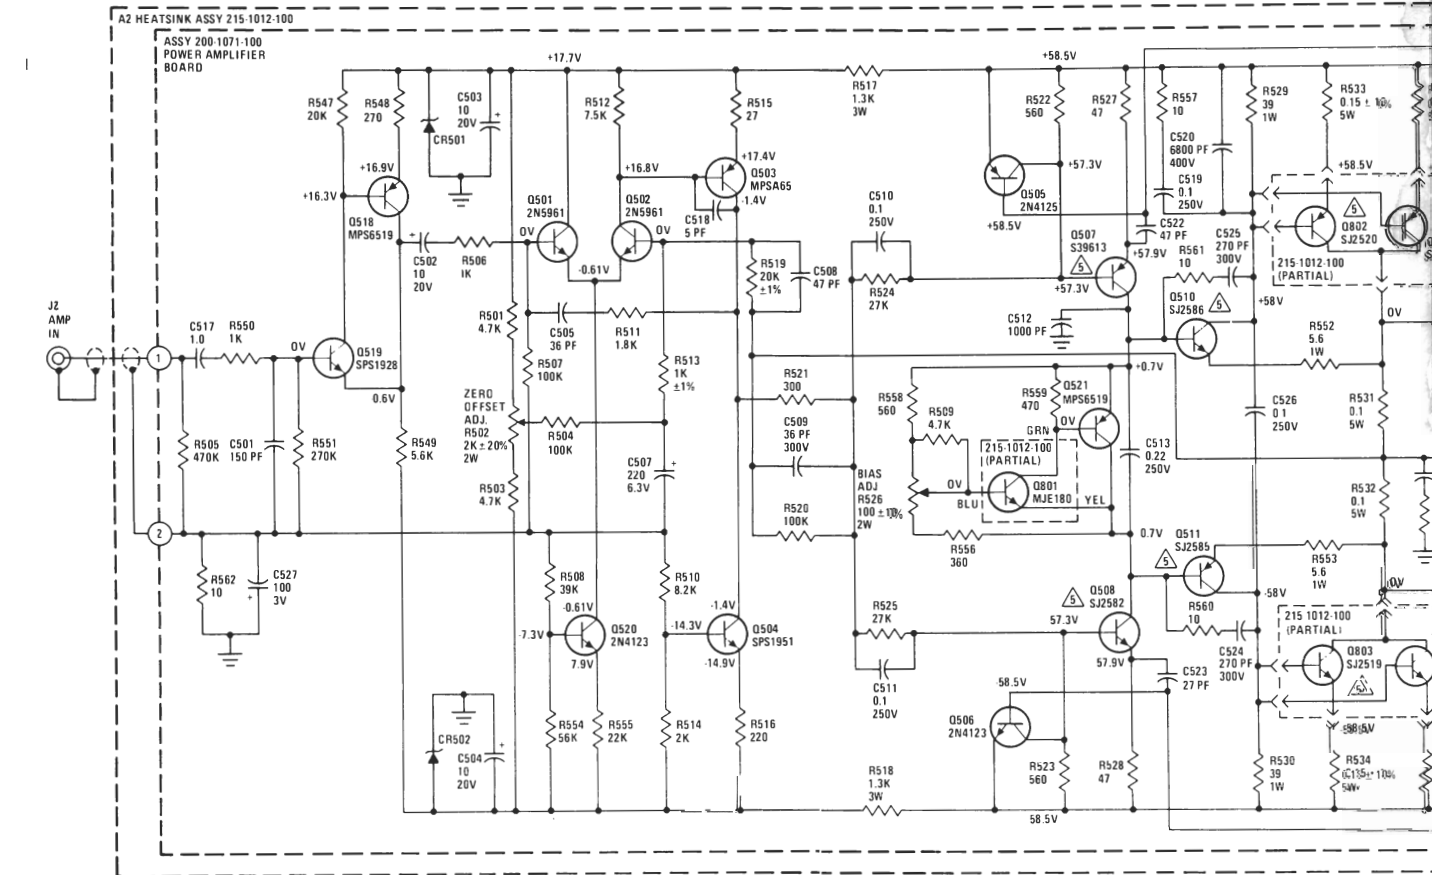 A2 HEATSINK ASSY 215-1012-100
ASSY 200-1071-100
POWER AMPLIFIER
BOARD
+17.7V
+58.5V
R547
20K
R548
270
C503
10
20V
+
CR501
R512
7.5K
R515
27
R517
1.3K
3W
R522
560
R527
47
R557
10
C520
6800 PF
400V
R529
39
1W
R533
0.15 ± 10%
5W
+16.9V
+16.3V
Q518
MPS6519
Q501
2N5961
Q502
2N5961
+16.8V
+17.4V
Q503
MPSA65
-1.4V
C518
5 PF
C510
0.1
250V
Q505
2N4125
+57.3V
+58.5V
C519
0.1
250V
C522
47 PF
+58.5V
Q802
SJ2520
5
215-1012-100
(PARTIAL)
+
C502
10
20V
R506
1K
0V
0V
-0.61V
R519
20K
±1%
C508
47 PF
R524
27K
Q507
S39613
5
+57.3V
+57.9V
R561
10
C525
270 PF
300V
+58V
Q510
SJ2586
5
C512
1000 PF
0V
J2
AMP
IN
1
C517
1.0
R550
1K
0V
Q519
SPS1928
0.6V
R501
4.7K
C505
36 PF
R511
1.8K
R507
100K
R513
1K
±1%
R521
300
R552
5.6
1W
+0.7V
ZERO
OFFSET
ADJ.
R502
2K ± 20%
2W
R504
100K
C509
36 PF
300V
R558
560
R509
4.7K
R559
470
Q521
MPS6519
0V
GRN
215-1012-100
(PARTIAL)
Q801
MJE180
0V
BLU
YEL
C513
0.22
250V
C526
0.1
250V
R531
0.1
5W
R505
470K
C501
150 PF
R551
270K
R549
5.6K
R503
4.7K
C507
220
6.3V
+
BIAS
ADJ
R526
100 ± 10%
2W
R520
100K
R556
360
0.7V
R532
0.1
5W
2
R562
10
C527
100
3V
+
R508
39K
R510
8.2K
Q511
SJ2585
5
R553
5.6
1W
-58V
0V
-0.61V
-7.3V
Q520
2N4123
7.9V
-14.3V
-1.4V
Q504
SPS1951
-14.9V
R525
27K
Q508
SJ2582
5
57.3V
57.9V
R560
10
C524
270 PF
300V
215 1012-100
(PARTIAL)
Q803
SJ2519
5
C511
0.1
250V
58.5V
Q506
2N4123
C523
27 PF
CR502
C504
10
20V
+
R554
56K
R555
22K
R514
2K
R516
220
R518
1.3K
3W
R523
560
R528
47
R530
39
1W
-58.5V
R534
5W
58.5V